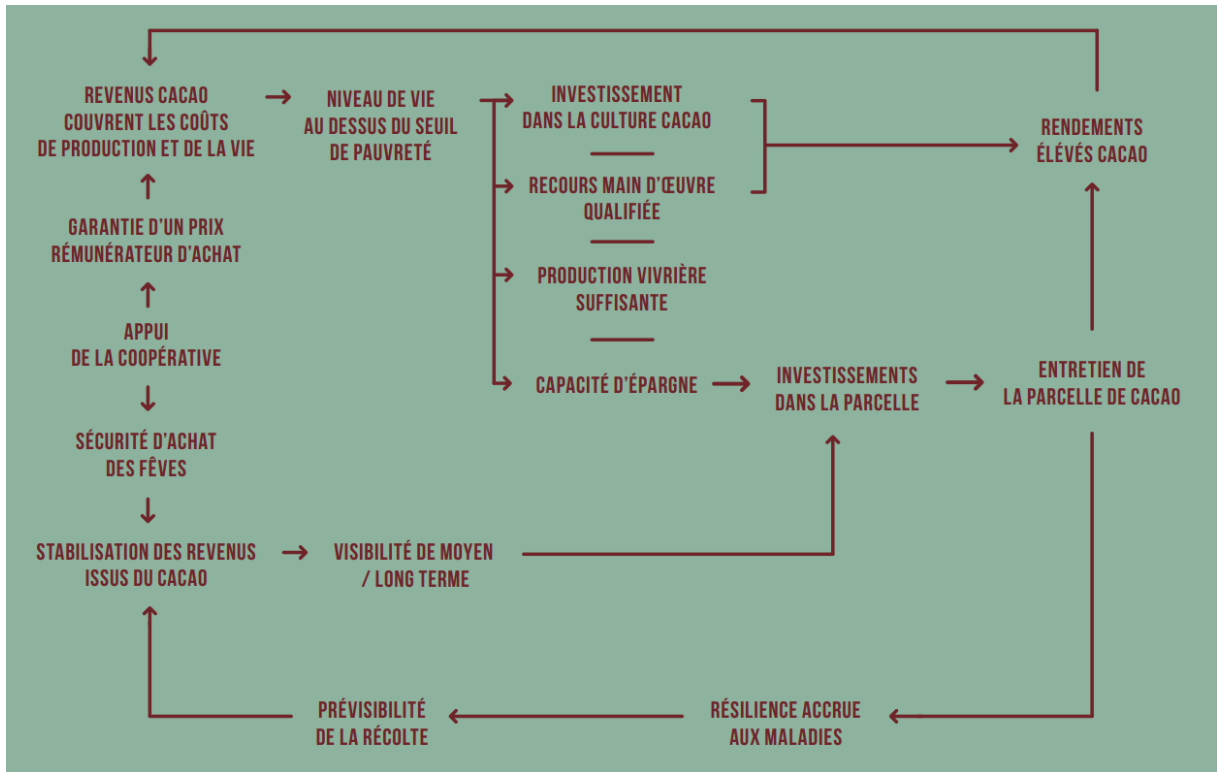 REVENUS CACAO
COUVRENT LES COÛTS
DE PRODUCTION ET DE LA VIE
NIVEAU DE VIE
AU DESSUS DU SEUIL
DE PAUVRETÉ
INVESTISSEMENT
DANS LA CULTURE CACAO
RENDEMENTS
ÉLÉVÉS CACAO
RECOURS MAIN D'ŒUVRE
QUALIFIÉE
GARANTIE D'UN PRIX
RÉMUNÉRATEUR D'ACHAT
PRODUCTION VIVRIÈRE
SUFFISANTE
APPUI
DE LA COOPÉRATIVE
CAPACITÉ D'ÉPARGNE
INVESTISSEMENTS
DANS LA PARCELLE
ENTRETIEN DE
LA PARCELLE DE CACAO
SÉCURITÉ D'ACHAT
DES FÊVES
STABILISATION DES REVENUS
ISSUS DU CACAO
VISIBILITÉ DE MOYEN
/ LONG TERME
PRÉVISIBILITÉ
DE LA RÉCOLTE
RÉSILIENCE ACCRUE
AUX MALADIES